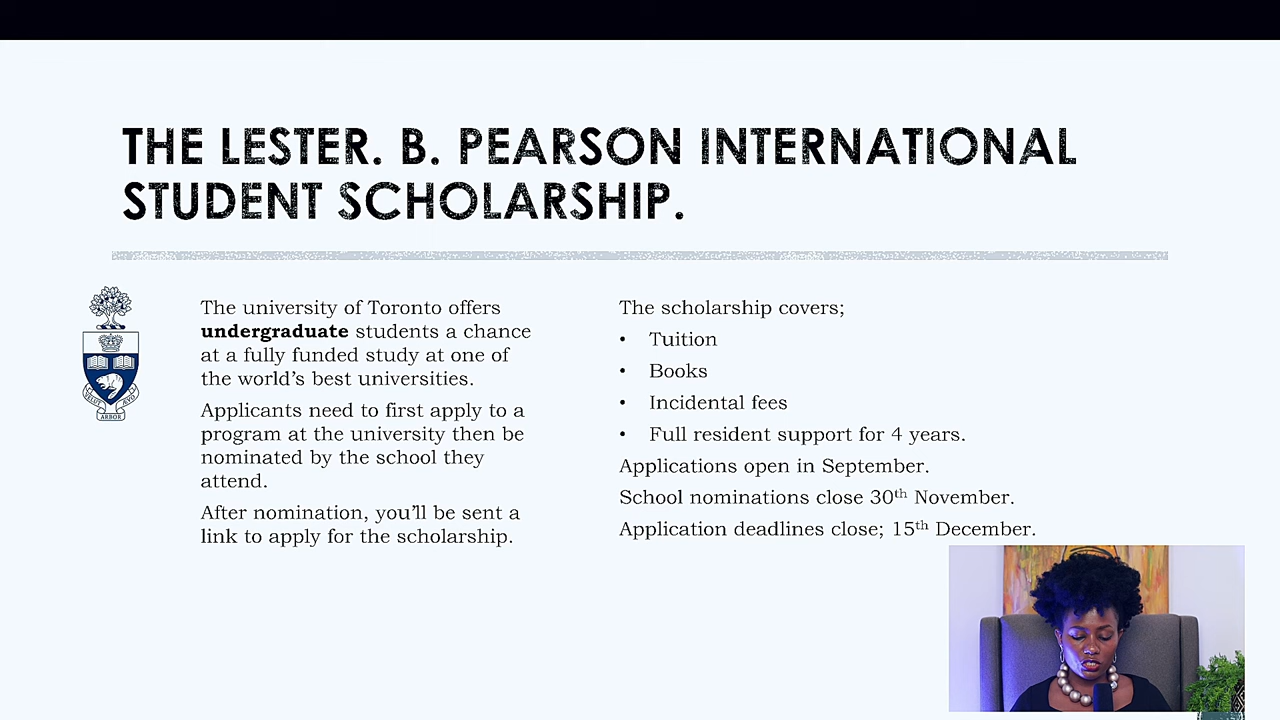 THE LESTER. B. PEARSON INTERNATIONAL
STUDENT SCHOLARSHIP.
The university of Toronto offers
undergraduate students a chance
at a fully funded study at one of
the world's best universities.
Applicants need to first apply to a
program at the university then be
nominated by the school they
attend.
After nomination, you'll be sent a
link to apply for the scholarship.
The scholarship covers;
• Tuition
• Books
• Incidental fees
• Full resident support for 4 years.
Applications open in September.
School nominations close 30th November.
Application deadlines close; 15th December.
VELUT ARBOR ÆVO